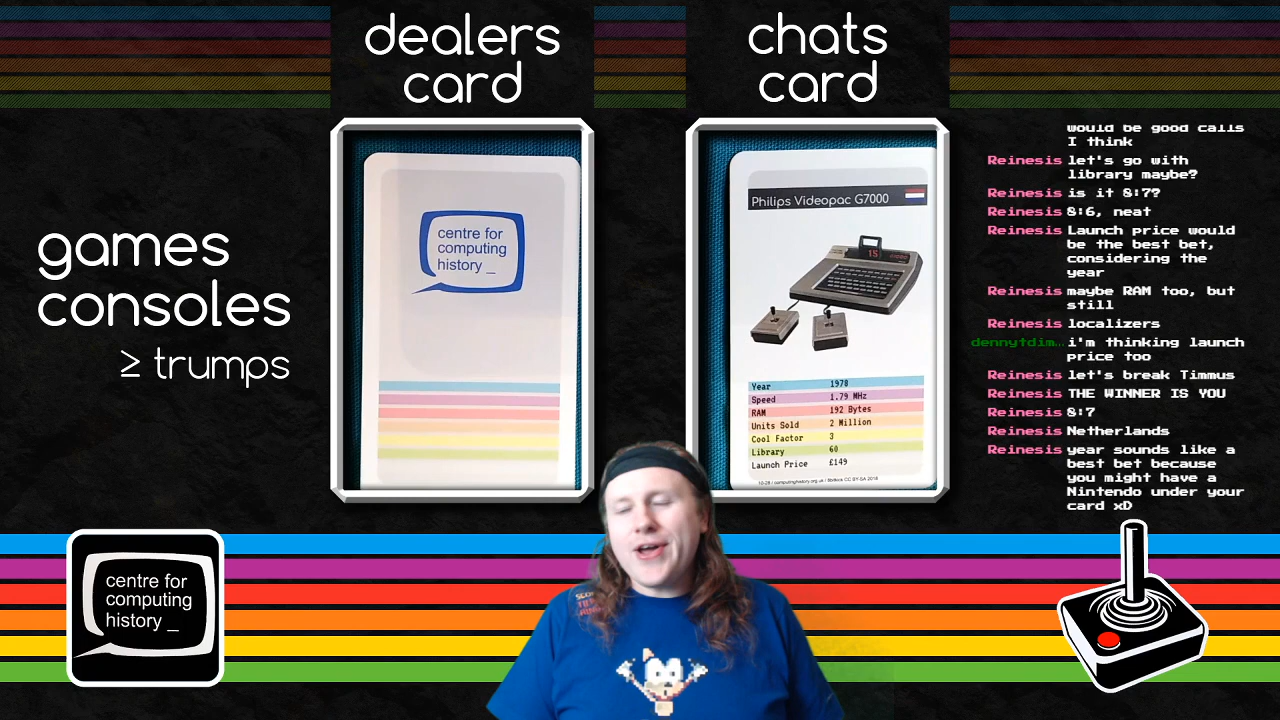 dealers
card
chats
card
games
consoles
≥ trumps
centre for
computing
history _
Philips Videopac G7000
Year 1978
Speed 1.79 MHz
RAM 192 Bytes
Units Sold 2 Million
Cool Factor 3
Library 60
Launch Price £149
would be good calls
I think
Reinesis let's go with
library maybe?
Reinesis is it 8:7?
Reinesis 8:6, neat
Reinesis Launch price would
be the best bet,
considering the
year
Reinesis maybe RAM too, but
still
Reinesis localizers
dennytdim… i'm thinking launch
price too
Reinesis let's break Timmus
Reinesis THE WINNER IS YOU
Reinesis 8:7
Reinesis Netherlands
Reinesis year sounds like a
best bet because
you might have a
Nintendo under your
card xD
centre for
computing
history _